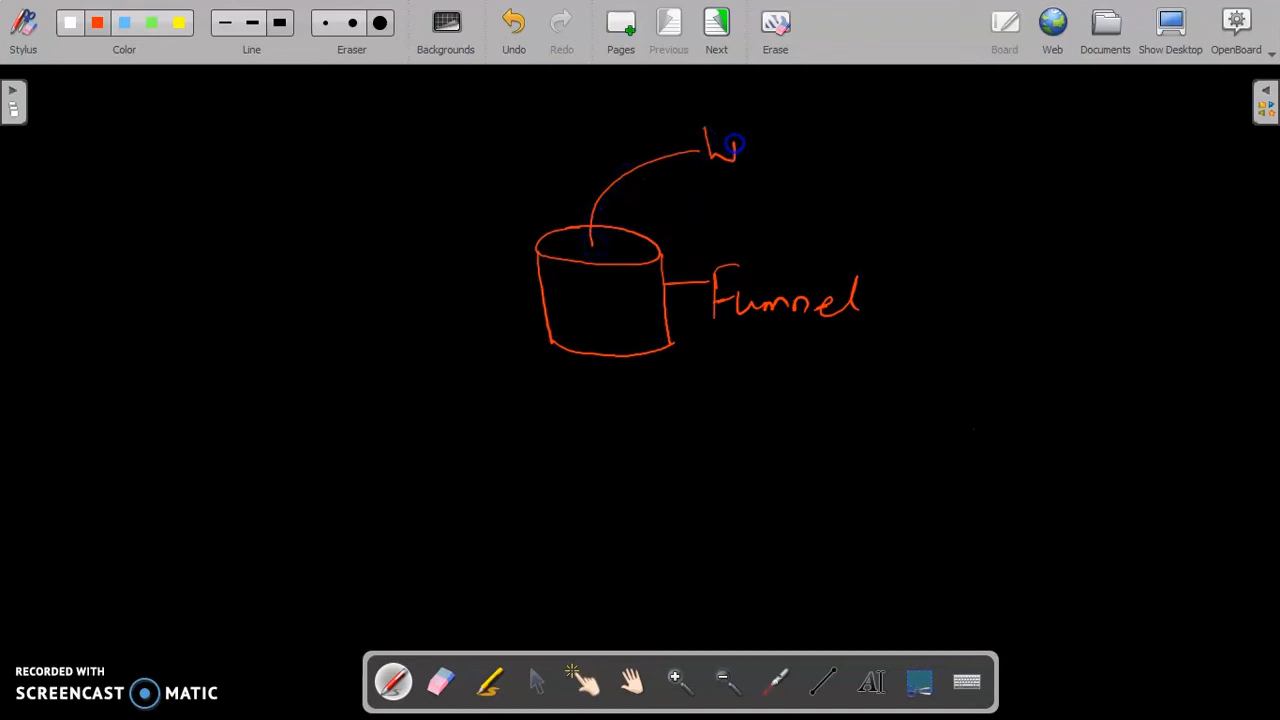 Stylus
Color
Line
Eraser
Backgrounds
Undo
Redo
Pages
Previous
Next
Erase
Board
Web
Documents
Show Desktop
OpenBoard
Funnel
RECORDED WITH
SCREENCAST MATIC